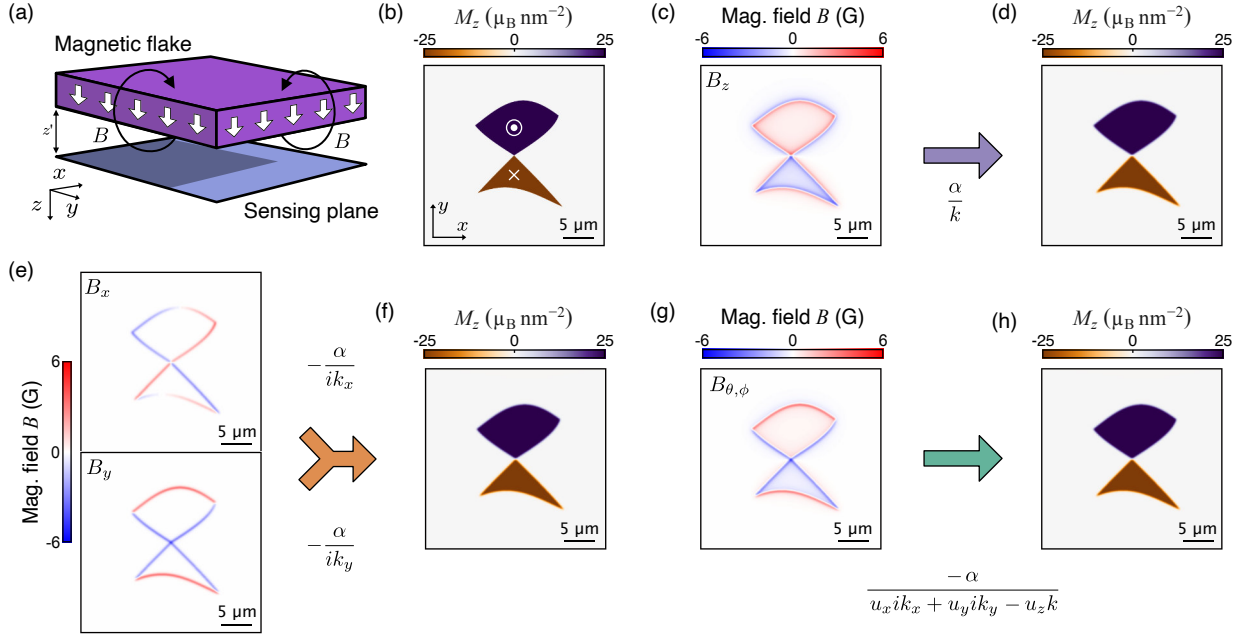 (a)
Magnetic flake
z'
B
B
x
z
y
Sensing plane
(b)
M_z (μ_B nm^−2)
-25 0 25
y
x
5 μm
(c)
Mag. field B (G)
-6 0 6
B_z
5 μm
α
k
(d)
M_z (μ_B nm^−2)
-25 0 25
5 μm
(e)
Mag. field B (G)
6
0
-6
B_x
5 μm
B_y
5 μm
− α
ik_x
− α
ik_y
(f)
M_z (μ_B nm^−2)
-25 0 25
5 μm
(g)
Mag. field B (G)
-6 0 6
B_θ,ϕ
5 μm
−α
u_x ik_x + u_y ik_y − u_z k
(h)
M_z (μ_B nm^−2)
-25 0 25
5 μm